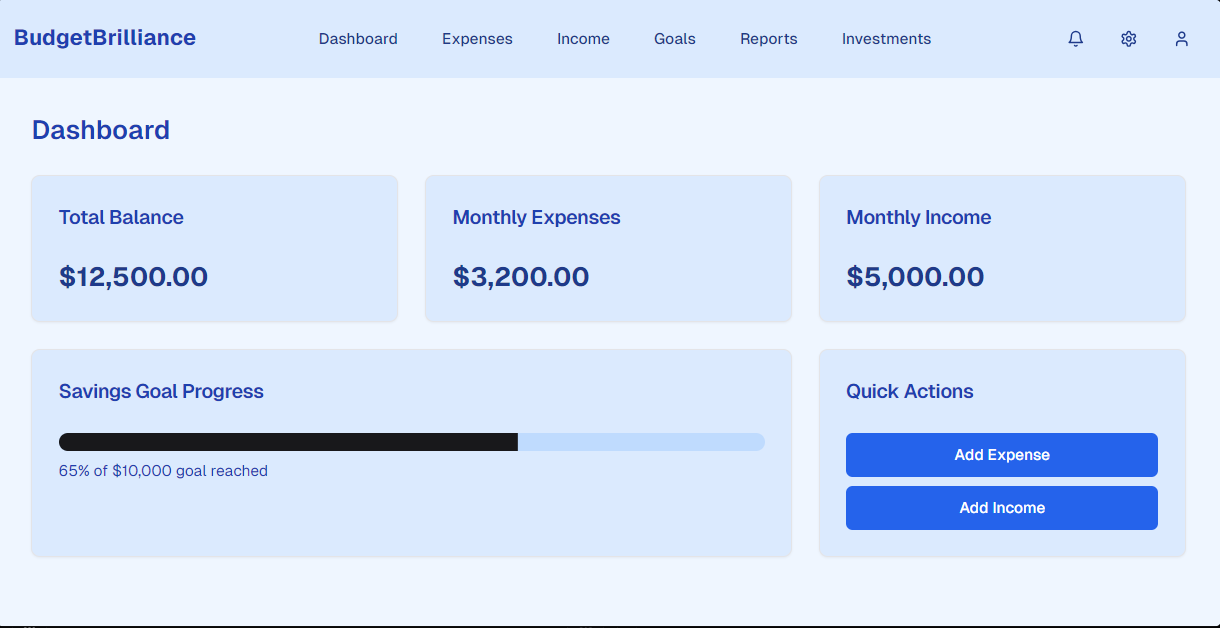 BudgetBrilliance
Dashboard Expenses Income Goals Reports Investments
Dashboard
Total Balance
$12,500.00
Monthly Expenses
$3,200.00
Monthly Income
$5,000.00
Savings Goal Progress
65% of $10,000 goal reached
Quick Actions
Add Expense
Add Income